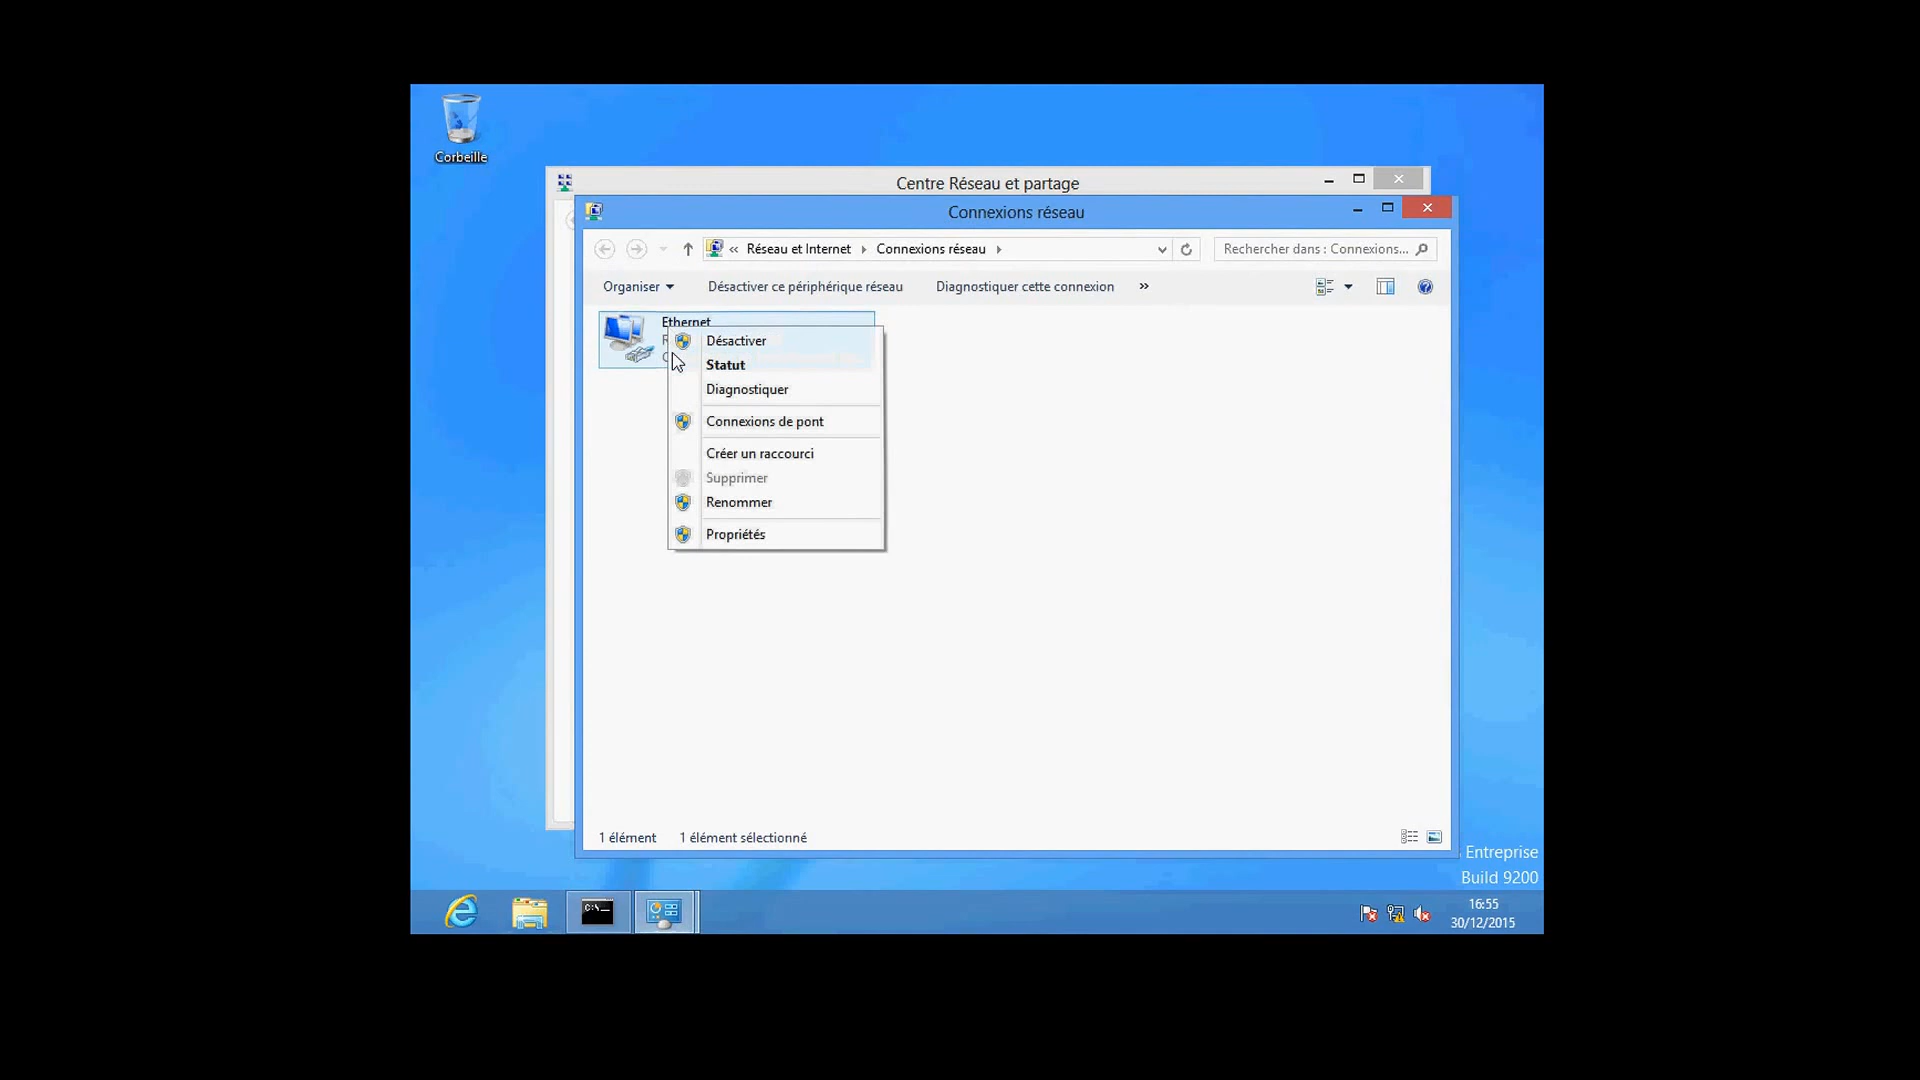 Corbeille
Centre Réseau et partage
Connexions réseau
« Réseau et Internet Connexions réseau
Rechercher dans : Connexions...
Organiser Désactiver ce périphérique réseau Diagnostiquer cette connexion »
Ethernet
Désactiver
Statut
Diagnostiquer
Connexions de pont
Créer un raccourci
Supprimer
Renommer
Propriétés
1 élément 1 élément sélectionné
Entreprise
Build 9200
C:\
16:55
30/12/2015